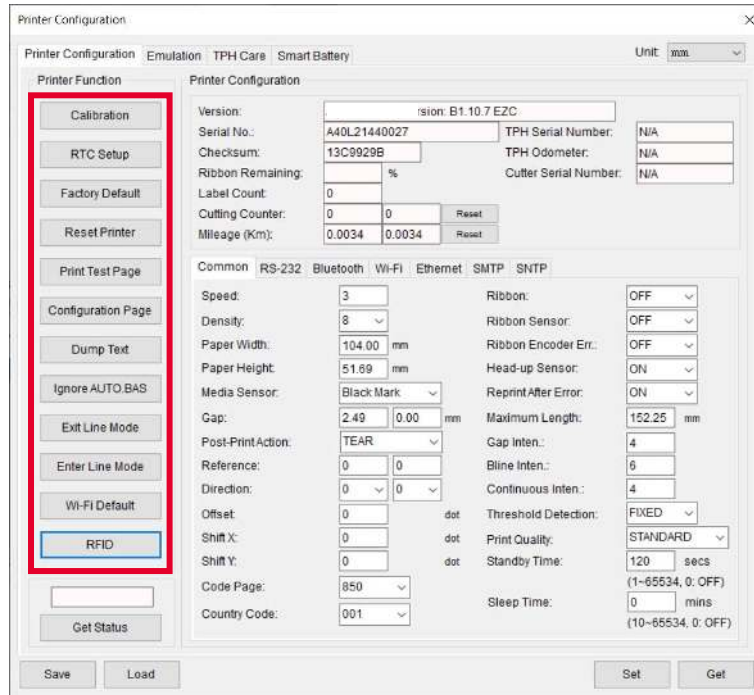 Printer Configuration
Printer Configuration Emulation TPH Care Smart Battery Unit mm
Printer Function
Calibration
RTC Setup
Factory Default
Reset Printer
Print Test Page
Configuration Page
Dump Text
Ignore AUTO.BAS
Exit Line Mode
Enter Line Mode
Wi-Fi Default
RFID
Get Status
Printer Configuration
Version: rsion: B1.10.7 EZC
Serial No.: A40L21440027 TPH Serial Number: N/A
Checksum: 13C9929B TPH Odometer: N/A
Ribbon Remaining: % Cutter Serial Number: N/A
Label Count: 0
Cutting Counter: 0 0 Reset
Mileage (Km): 0.0034 0.0034 Reset
Common RS-232 Bluetooth Wi-Fi Ethernet SMTP SNTP
Speed: 3 Ribbon: OFF
Density: 8 Ribbon Sensor: OFF
Paper Width: 104.00 mm Ribbon Encoder Err.: OFF
Paper Height: 51.69 mm Head-up Sensor: ON
Media Sensor: Black Mark Reprint After Error: ON
Gap: 2.49 0.00 mm Maximum Length: 152.25 mm
Post-Print Action: TEAR Gap Inten.: 4
Reference: 0 0 Bline Inten.: 6
Direction: 0 0 Continuous Inten.: 4
Offset: 0 dot Threshold Detection: FIXED
Shift X: 0 dot Print Quality: STANDARD
Shift Y: 0 dot Standby Time: 120 secs
(1~65534, 0: OFF)
Code Page: 850
Sleep Time: 0 mins
Country Code: 001
(10~65534, 0: OFF)
Save Load Set Get